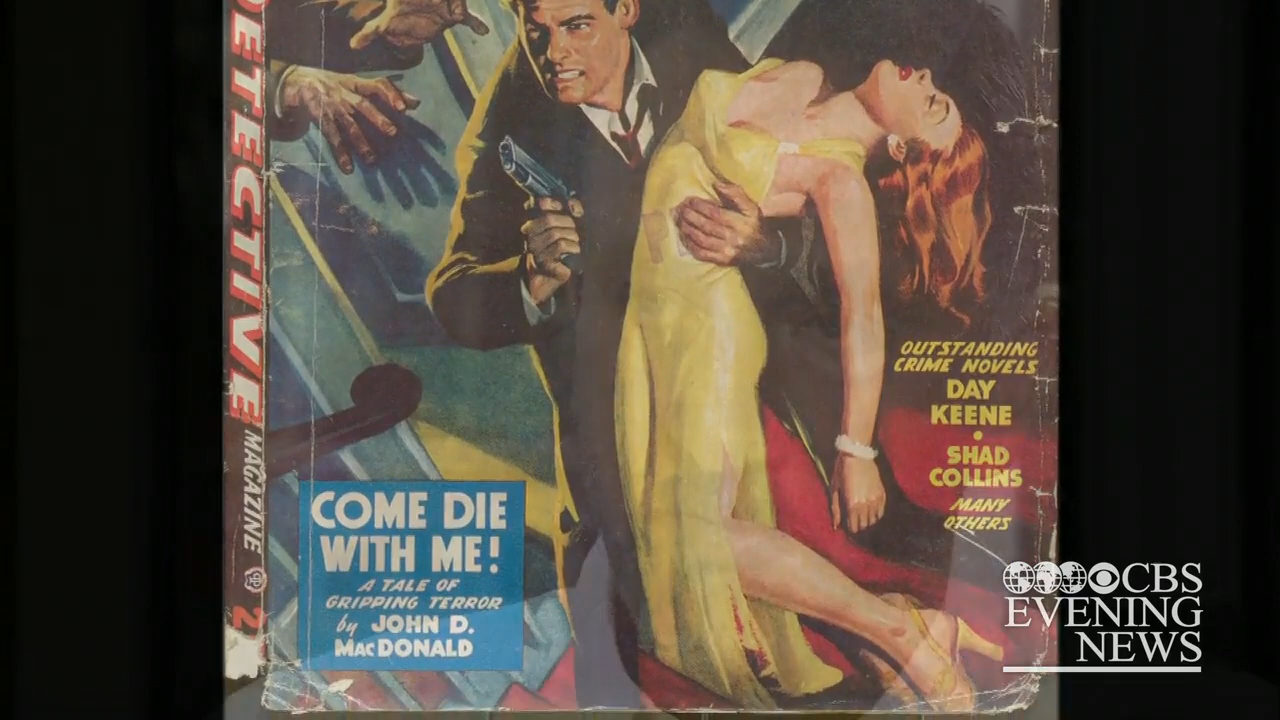 DETECTIVE
MAGAZINE
2
OUTSTANDING
CRIME NOVELS
DAY
KEENE
•
SHAD
COLLINS
MANY
OTHERS
COME DIE
WITH ME!
A TALE OF
GRIPPING TERROR
by JOHN D.
MacDONALD
CBS
EVENING
NEWS